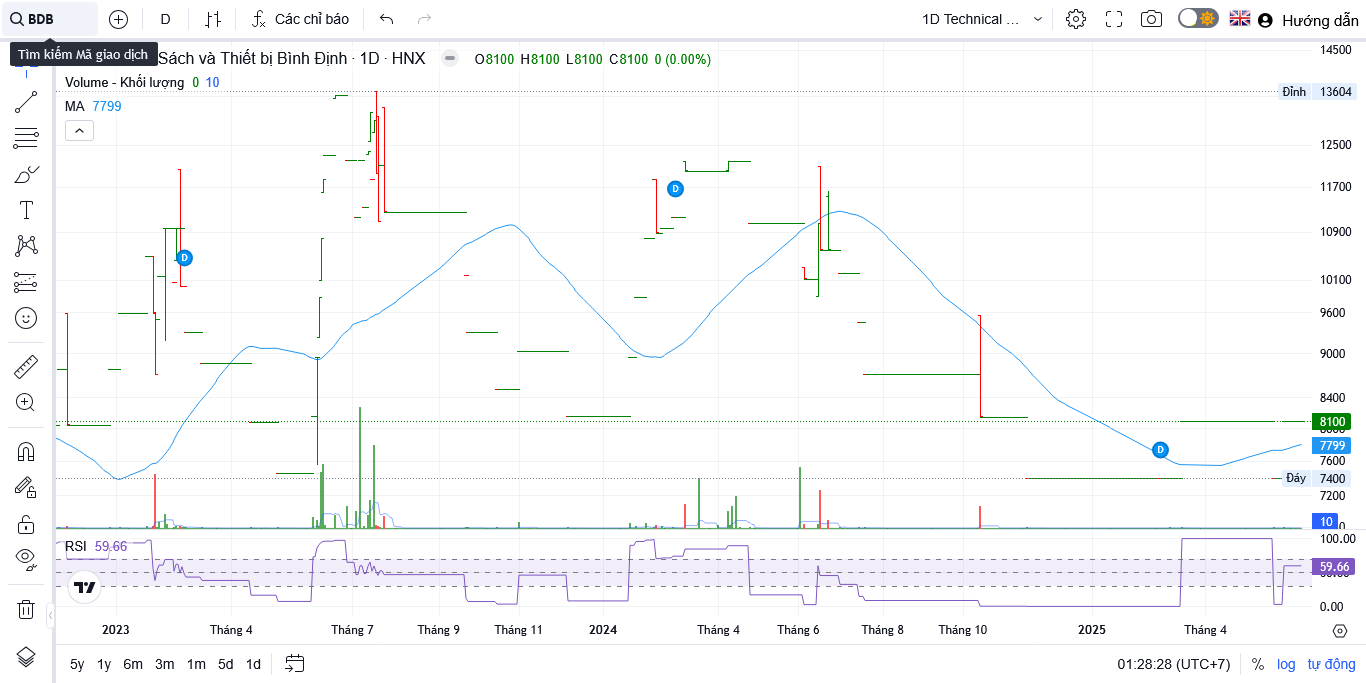 BDB D Các chỉ báo 1D Technical ... Hướng dẫn
Tìm kiếm Mã giao dịch
Sách và Thiết bị Bình Định · 1D · HNX O8100 H8100 L8100 C8100 0 (0.00%)
Volume - Khối lượng 0 10
MA 7799
14500
Đỉnh 13604
12500
11700
10900
10100
9600
9000
8400
8100
7799
7600
Đáy 7400
7200
10
D
D
D
RSI 59.66
100.00
59.66
0.00
2023 Tháng 4 Tháng 7 Tháng 9 Tháng 11 2024 Tháng 4 Tháng 6 Tháng 8 Tháng 10 2025 Tháng 4
5y 1y 6m 3m 1m 5d 1d 01:28:28 (UTC+7) % log tự động